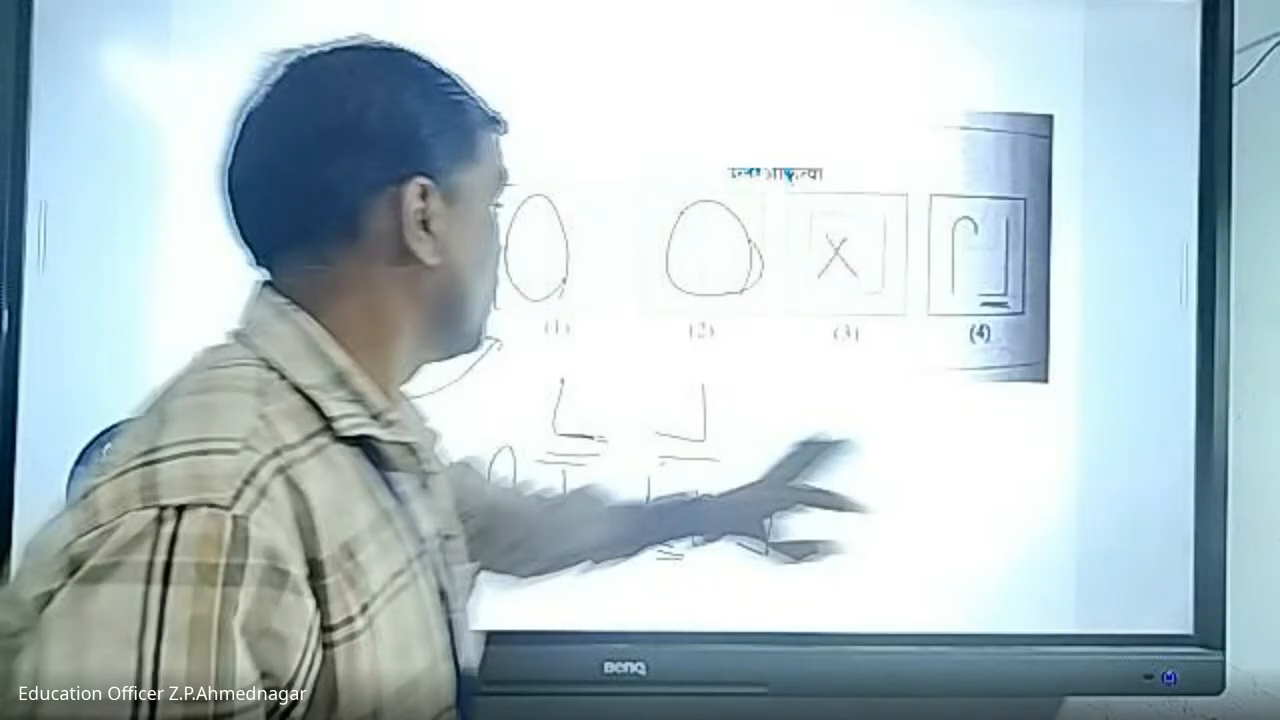 (1) (2) (3) (4)
BenQ
Education Officer Z.P.Ahmednagar